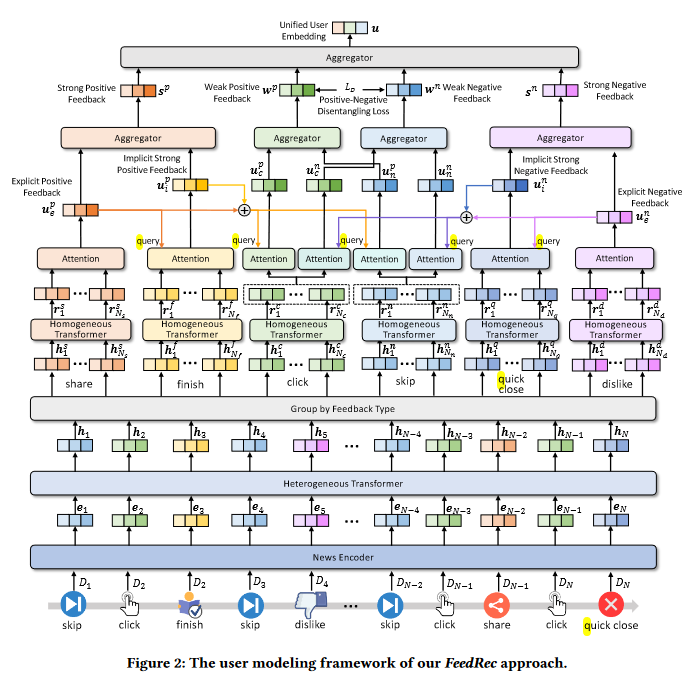 Unified User
Embedding
u
Aggregator
Strong Positive
Feedback
s^p
Weak Positive
Feedback
w^p
L_D
Positive-Negative
Disentangling Loss
w^n
Weak Negative
Feedback
s^n
Strong Negative
Feedback
Aggregator
Aggregator
Aggregator
Aggregator
Explicit Positive
Feedback
u_e^p
Implicit Strong
Positive Feedback
u_i^p
u_c^p
u_c^n
u_n^p
u_n^n
Implicit Strong
Negative Feedback
u_i^n
Explicit Negative
Feedback
u_e^n
query query query query query
Attention Attention Attention Attention Attention Attention Attention Attention
r_1^s ··· r_{N_s}^s r_1^f ··· r_{N_f}^f r_1^c ··· r_{N_c}^c r_1^n ··· r_{N_n}^n r_1^q ··· r_{N_q}^q r_1^d ··· r_{N_d}^d
Homogeneous Homogeneous Homogeneous Homogeneous Homogeneous Homogeneous
Transformer Transformer Transformer Transformer Transformer Transformer
h_1^s ··· h_{N_s}^s h_1^f ··· h_{N_f}^f h_1^c ··· h_{N_c}^c h_1^n ··· h_{N_n}^n h_1^q ··· h_{N_q}^q h_1^d ··· h_{N_d}^d
share finish click skip quick dislike
close
Group by Feedback Type
h_1 h_2 h_3 h_4 h_5 ··· h_{N-4} h_{N-3} h_{N-2} h_{N-1} h_N
Heterogeneous Transformer
e_1 e_2 e_3 e_4 e_5 ··· e_{N-4} e_{N-3} e_{N-2} e_{N-1} e_N
News Encoder
D_1 D_2 D_2 D_3 D_4 D_{N-2} D_{N-1} D_{N-1} D_N D_N
skip click finish skip dislike ··· skip click share click quick close
Figure 2: The user modeling framework of our FeedRec approach.